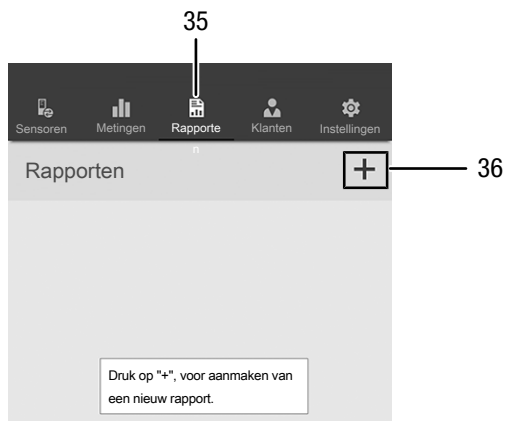 35
Sensoren Metingen Rapporte Klanten Instellingen
n
Rapporten
36
Druk op "+", voor aanmaken van
een nieuw rapport.